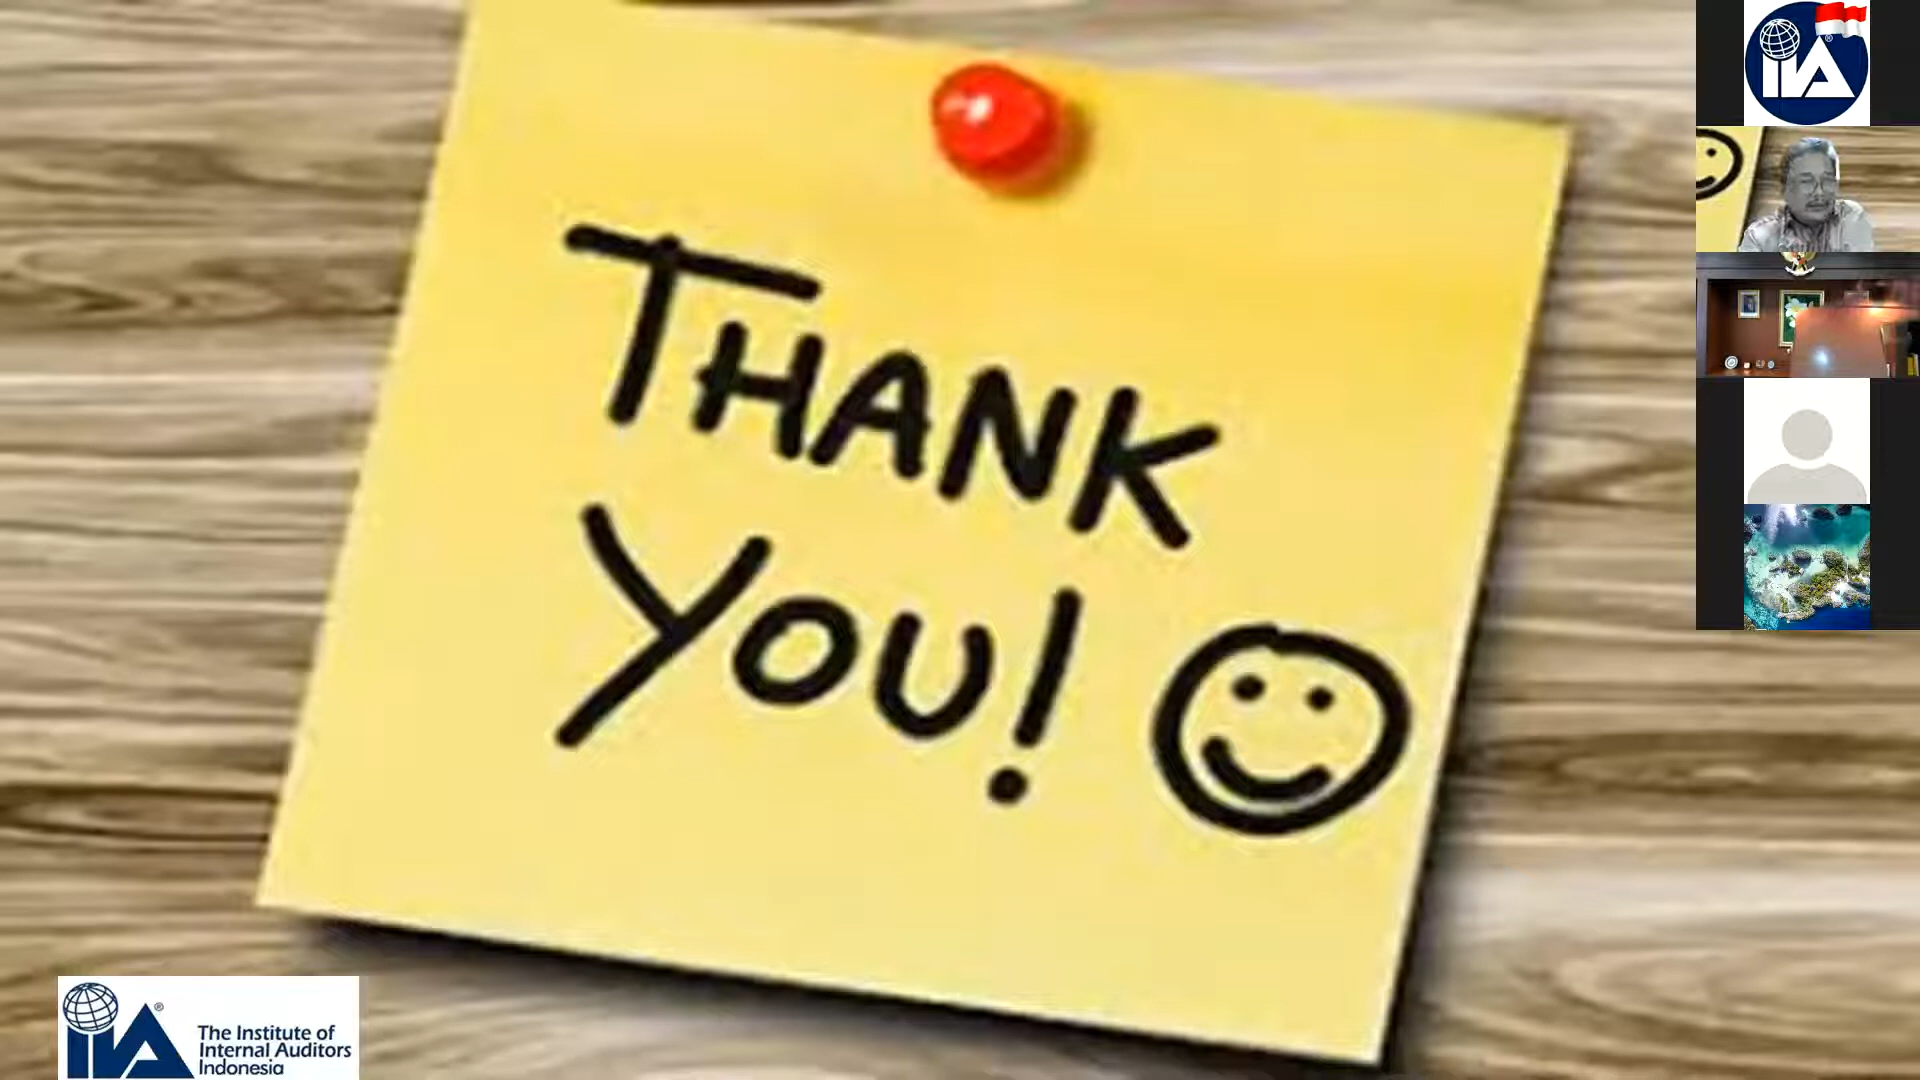 THANK
YOU!
IIA
The Institute of
Internal Auditors
Indonesia
IIA